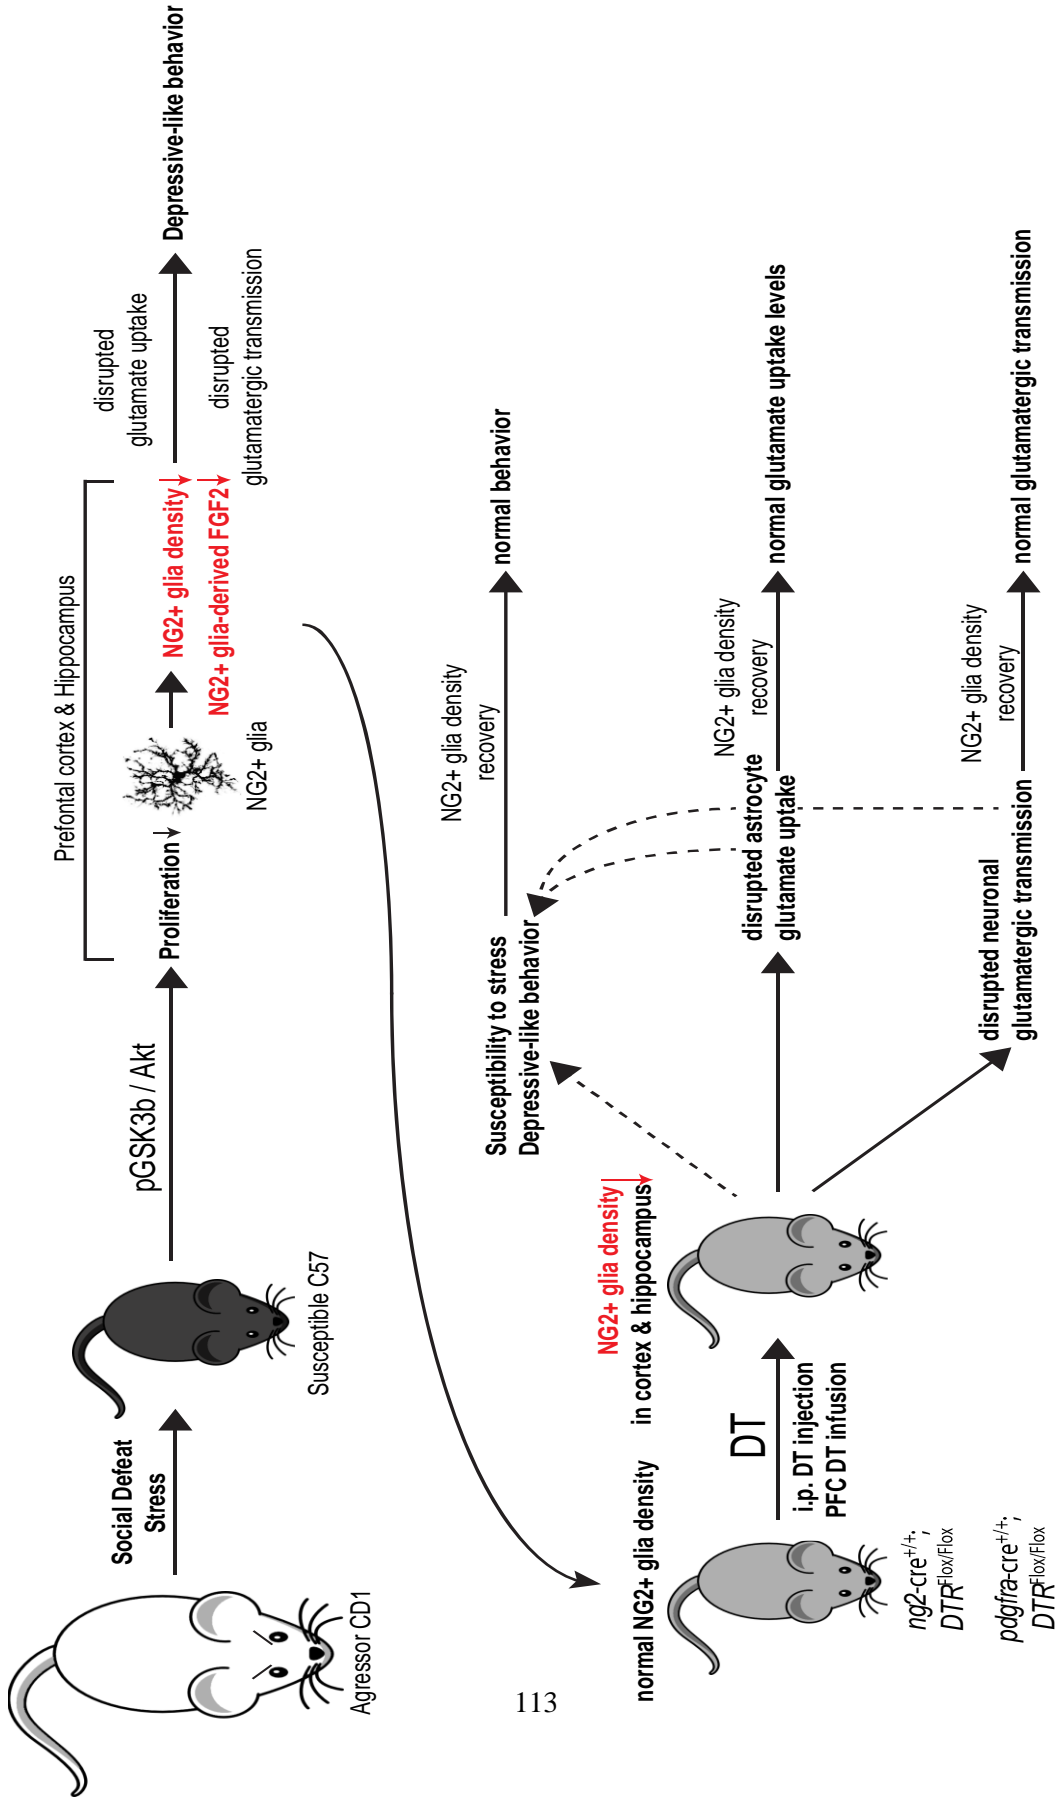 Agressor CD1
Social Defeat
Stress
Susceptible C57
pGSK3b / Akt
Prefontal cortex & Hippocampus
Proliferation
NG2+ glia
NG2+ glia density
NG2+ glia-derived FGF2
disrupted
glutamate uptake
disrupted
glutamatergic transmission
Depressive-like behavior
Susceptibility to stress
Depressive-like behavior
NG2+ glia density
recovery
normal behavior
normal NG2+ glia density
ng2-cre+/+;
DTRFlox/Flox
pdgfra-cre+/+;
DTRFlox/Flox
DT
i.p. DT injection
PFC DT infusion
NG2+ glia density
in cortex & hippocampus
disrupted astrocyte
glutamate uptake
NG2+ glia density
recovery
normal glutamate uptake levels
disrupted neuronal
glutamatergic transmission
NG2+ glia density
recovery
normal glutamatergic transmission
113